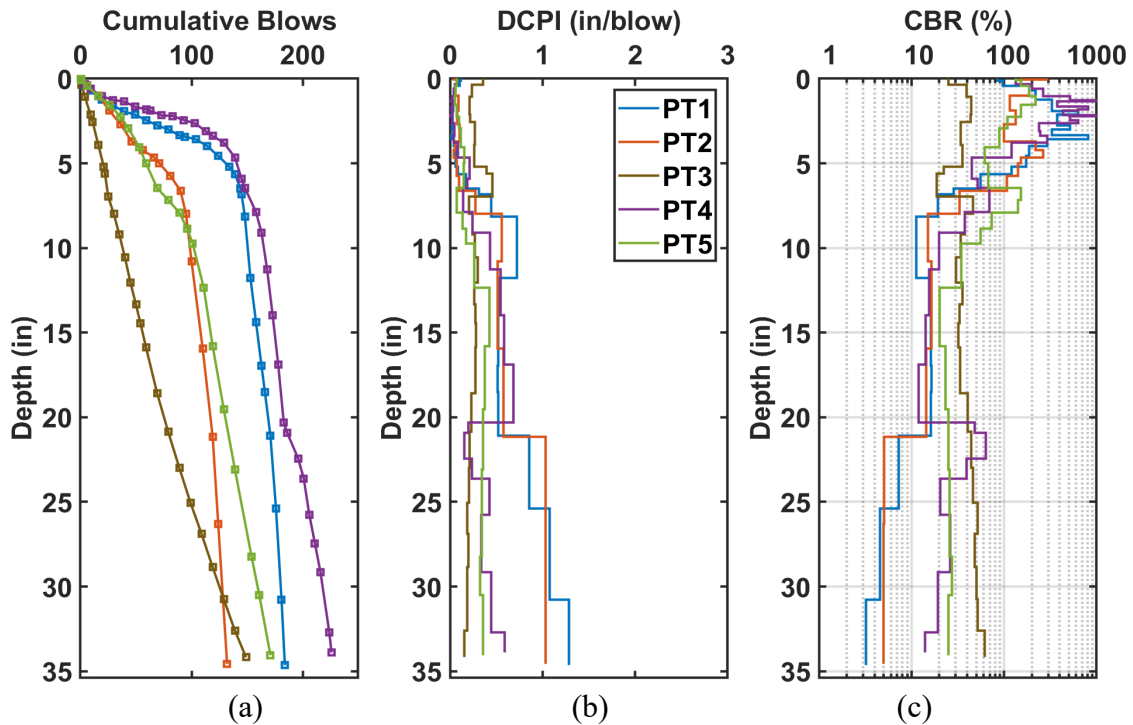 Cumulative Blows
0 100 200
0
5
10
15
20
25
30
35
Depth (in)
(a)
DCPI (in/blow)
0 1 2 3
0
5
10
15
20
25
30
35
Depth (in)
PT1
PT2
PT3
PT4
PT5
(b)
CBR (%)
1 10 100 1000
0
5
10
15
20
25
30
35
Depth (in)
(c)